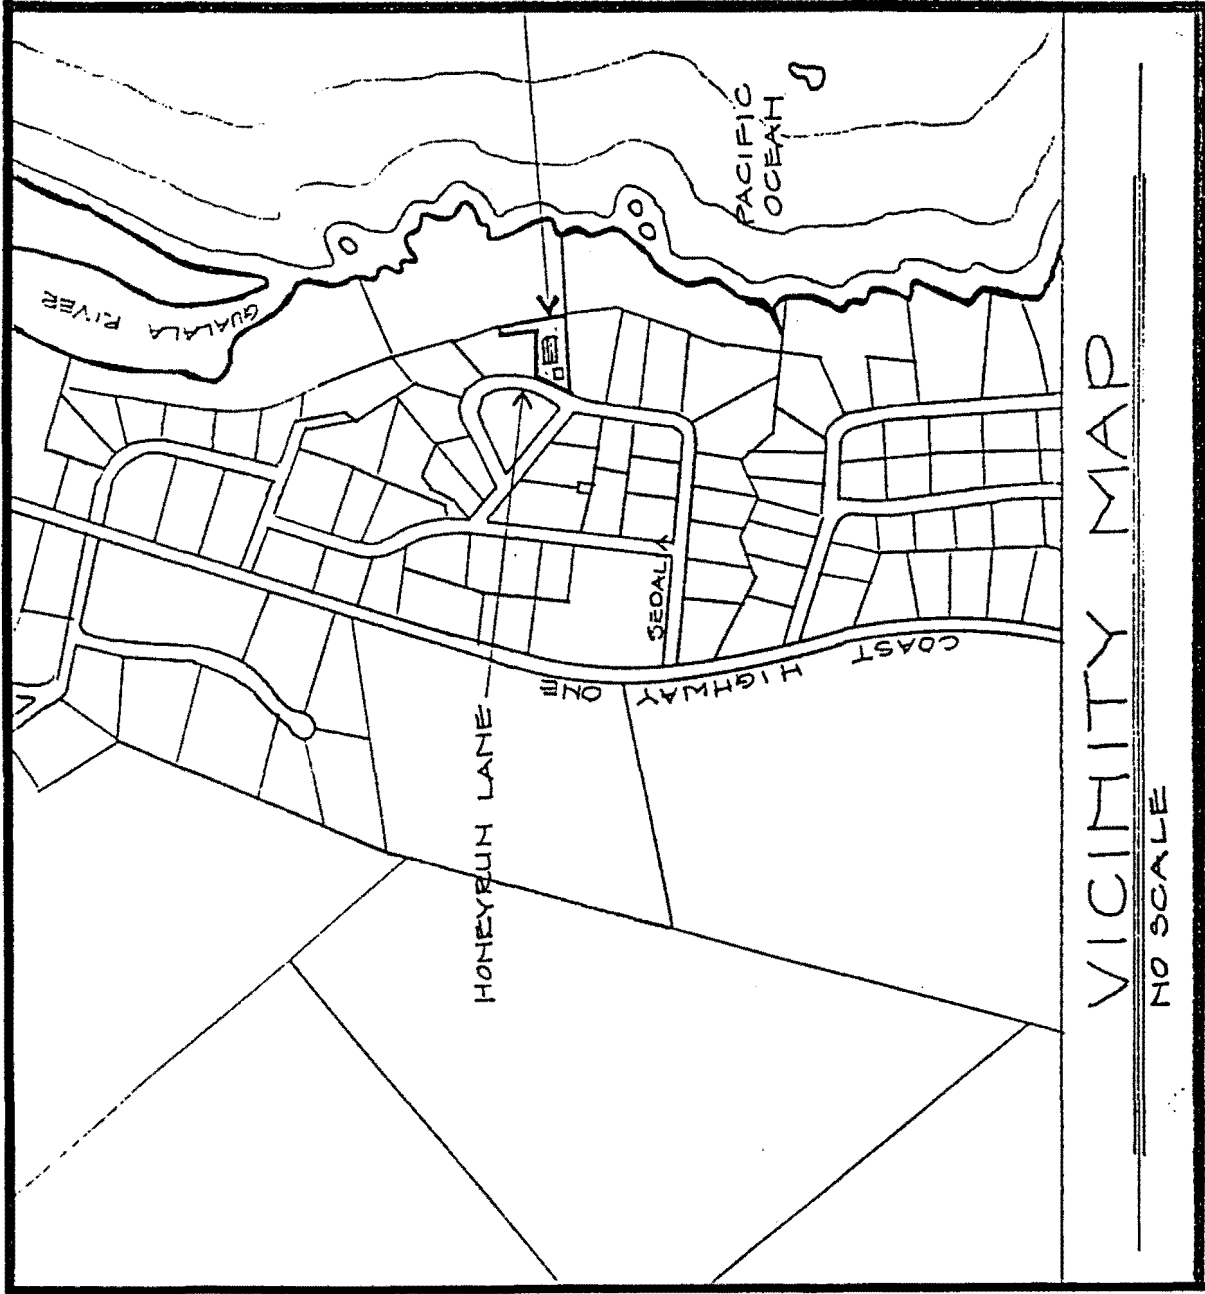 PACIFIC
OCEAN
GUALALA RIVER
SEDALIA
HONEYRUN LANE
COAST HIGHWAY ONE
VICINITY MAP
NO SCALE